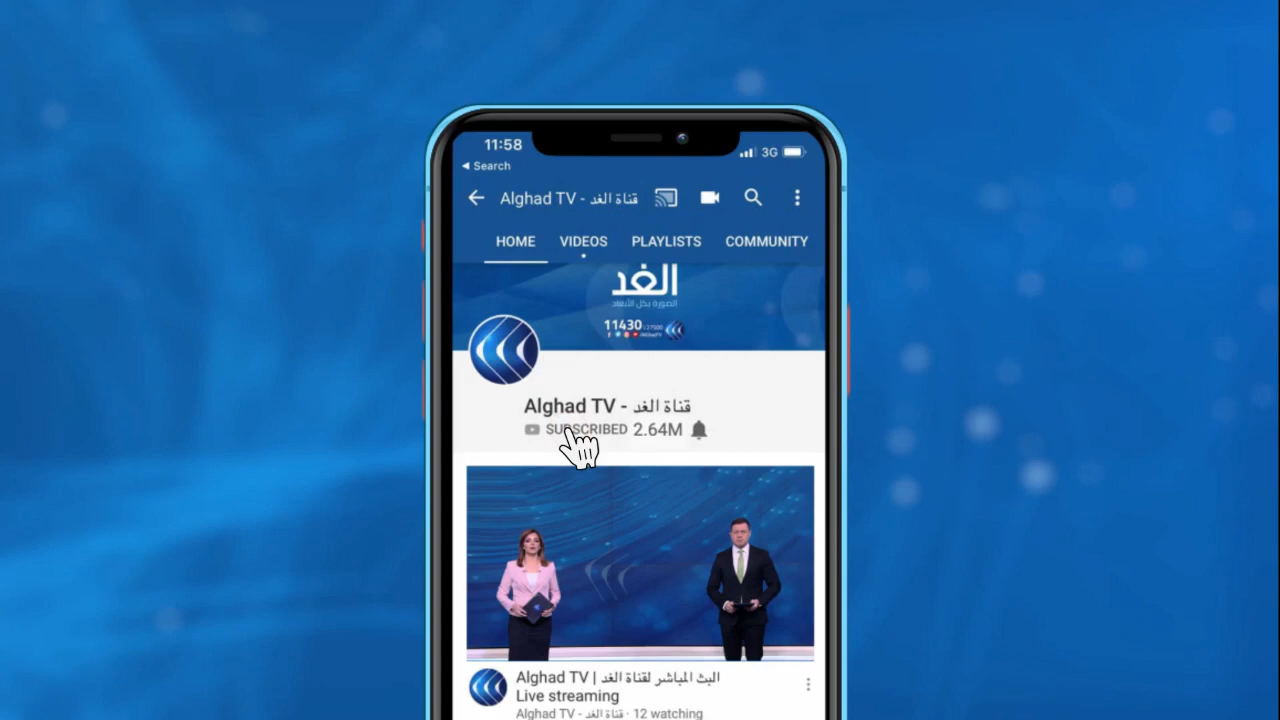 11:58
3G
Search
Alghad TV - قناة الغد
HOME VIDEOS PLAYLISTS COMMUNITY
الغد
الصورة بكل الأبعاد
11430 27500
Alghad TV - قناة الغد
SUBSCRIBED 2.64M
البث المباشر لقناة الغد | Alghad TV
Live streaming
Alghad TV - قناة الغد · 12 watching